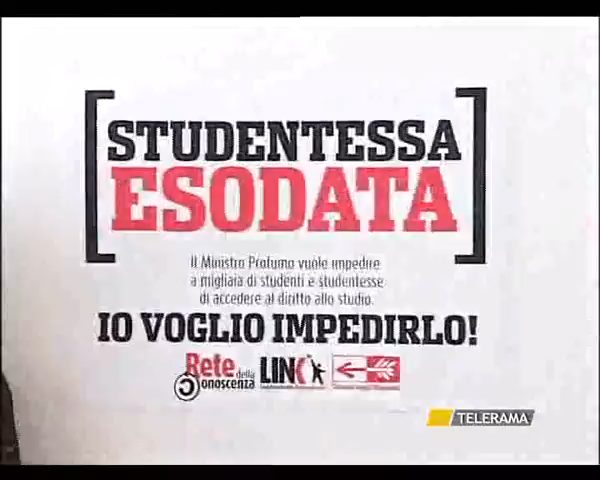 STUDENTESSA
ESODATA
Il Ministro Profumo vuole impedire
a migliaia di studenti e studentesse
di accedere al diritto allo studio.
IO VOGLIO IMPEDIRLO!
Rete della Conoscenza
LINK
TELERAMA